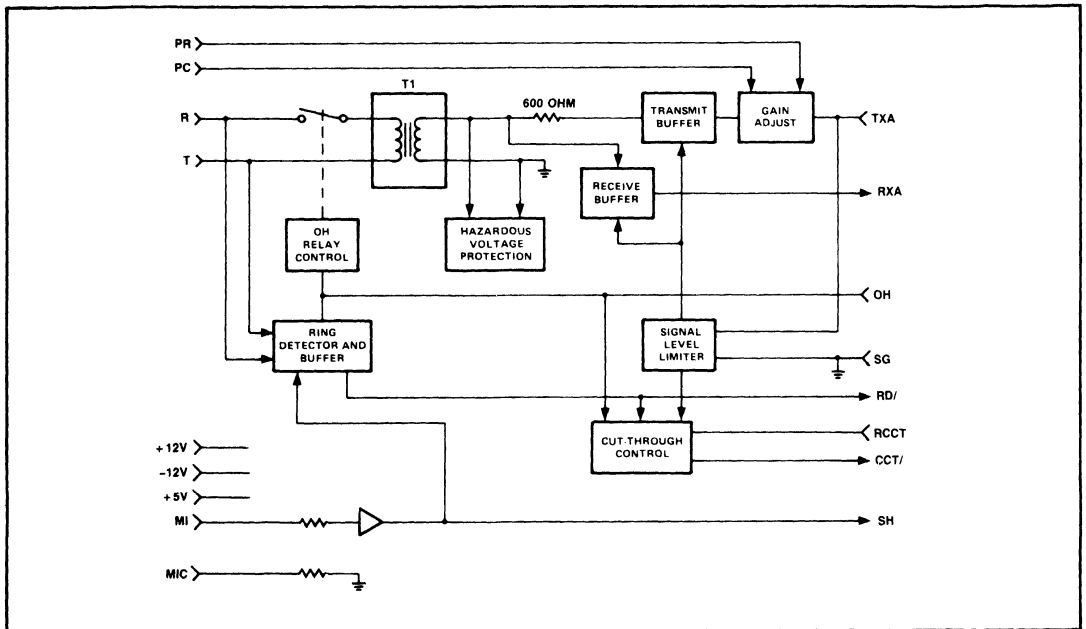 PR
PC
T1
R
600 OHM
TRANSMIT
BUFFER
GAIN
ADJUST
TXA
T
RECEIVE
BUFFER
RXA
OH
RELAY
CONTROL
HAZARDOUS
VOLTAGE
PROTECTION
OH
RING
DETECTOR AND
BUFFER
SIGNAL
LEVEL
LIMITER
SG
RD/
RCCT
CUT-THROUGH
CONTROL
CCT/
+12V
-12V
+5V
MI
SH
MIC